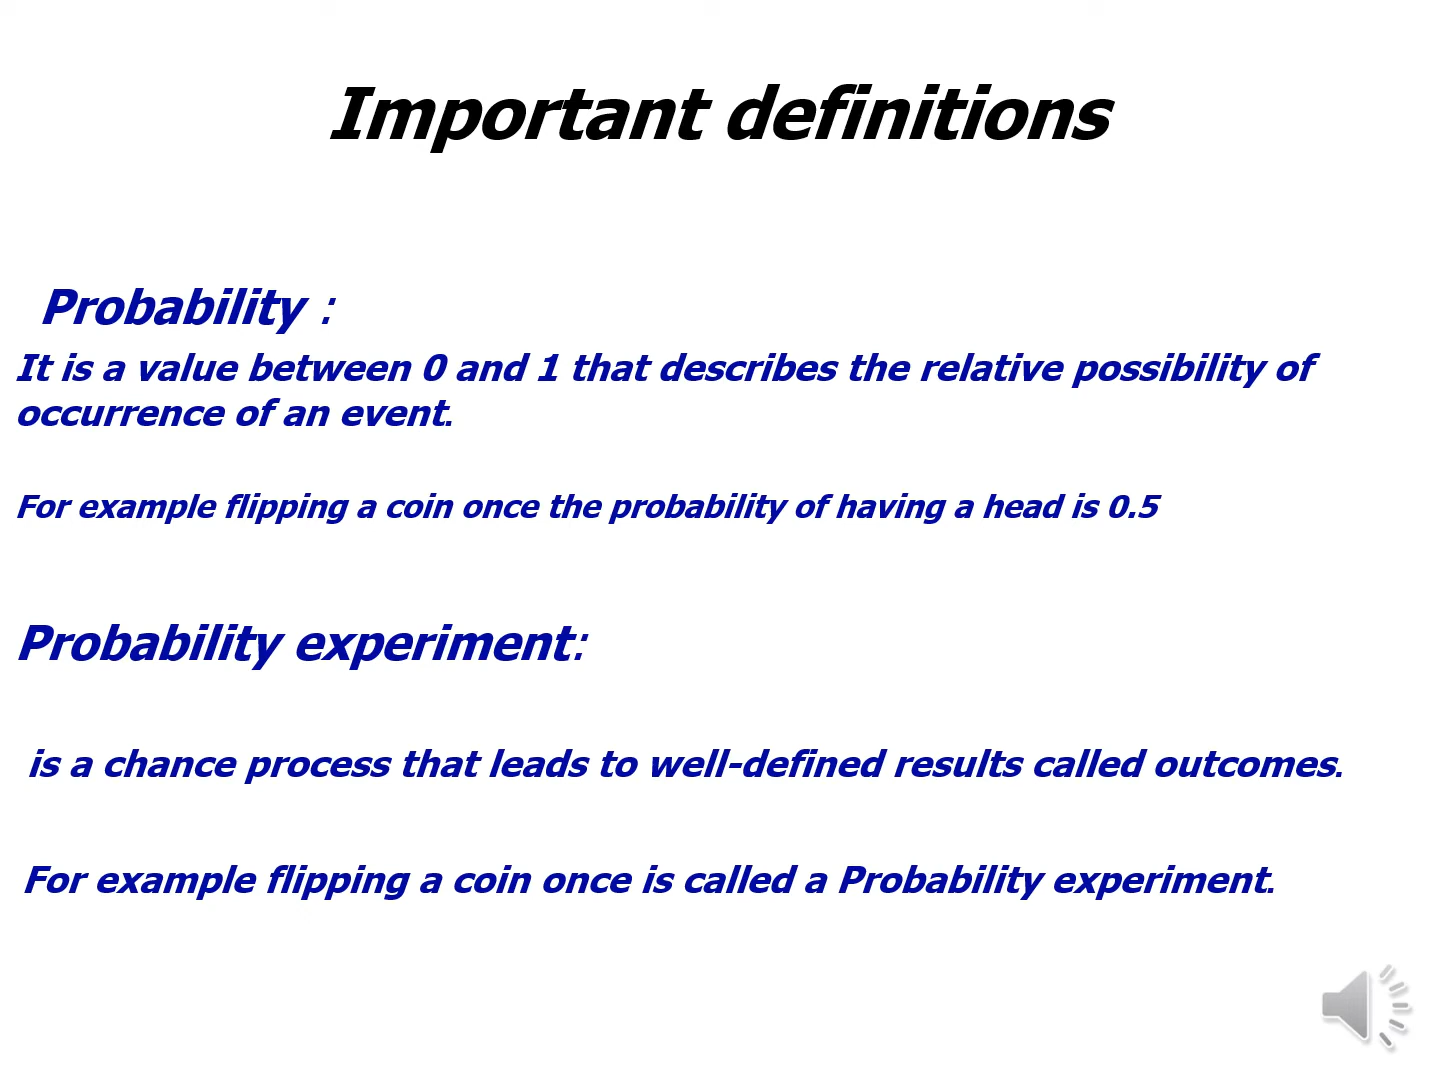 Important definitions
Probability :
It is a value between 0 and 1 that describes the relative possibility of
occurrence of an event.
For example flipping a coin once the probability of having a head is 0.5
Probability experiment:
is a chance process that leads to well-defined results called outcomes.
For example flipping a coin once is called a Probability experiment.